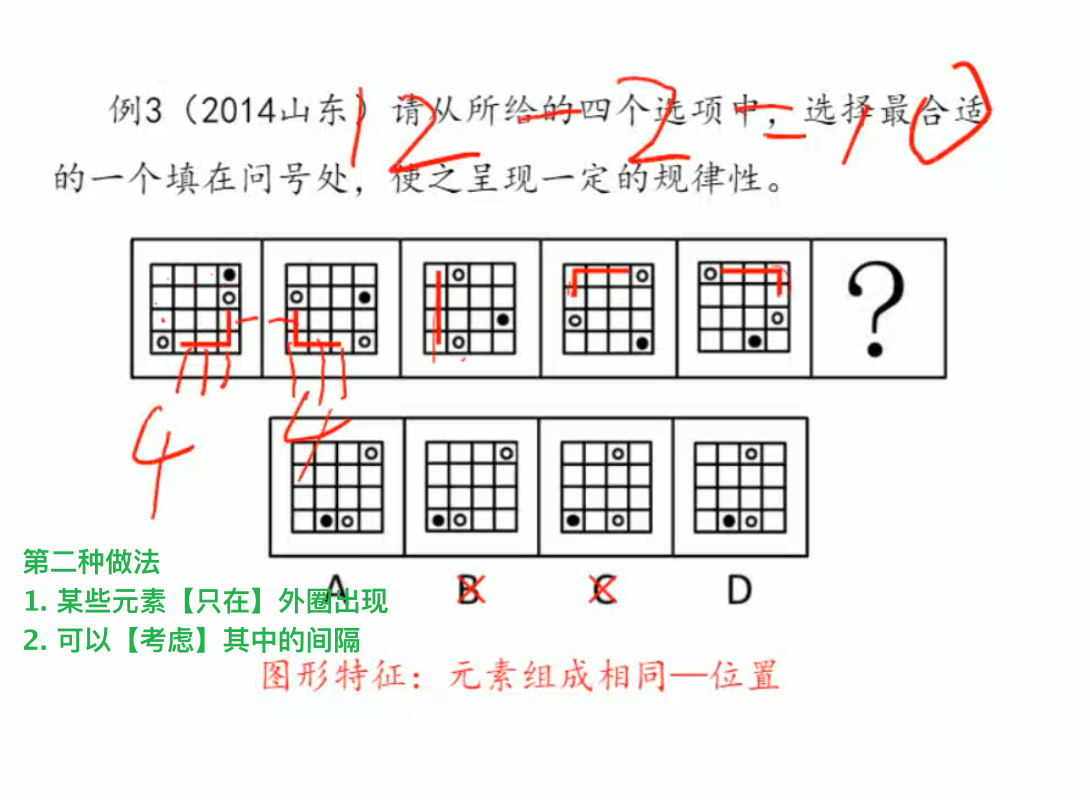 12-2=10
例3（2014山东）请从所给的四个选项中，选择最合适
的一个填在问号处，使之呈现一定的规律性。
?
4 4
A B C D
第二种做法
1. 某些元素【只在】外圈出现
2. 可以【考虑】其中的间隔
图形特征：元素组成相同—位置